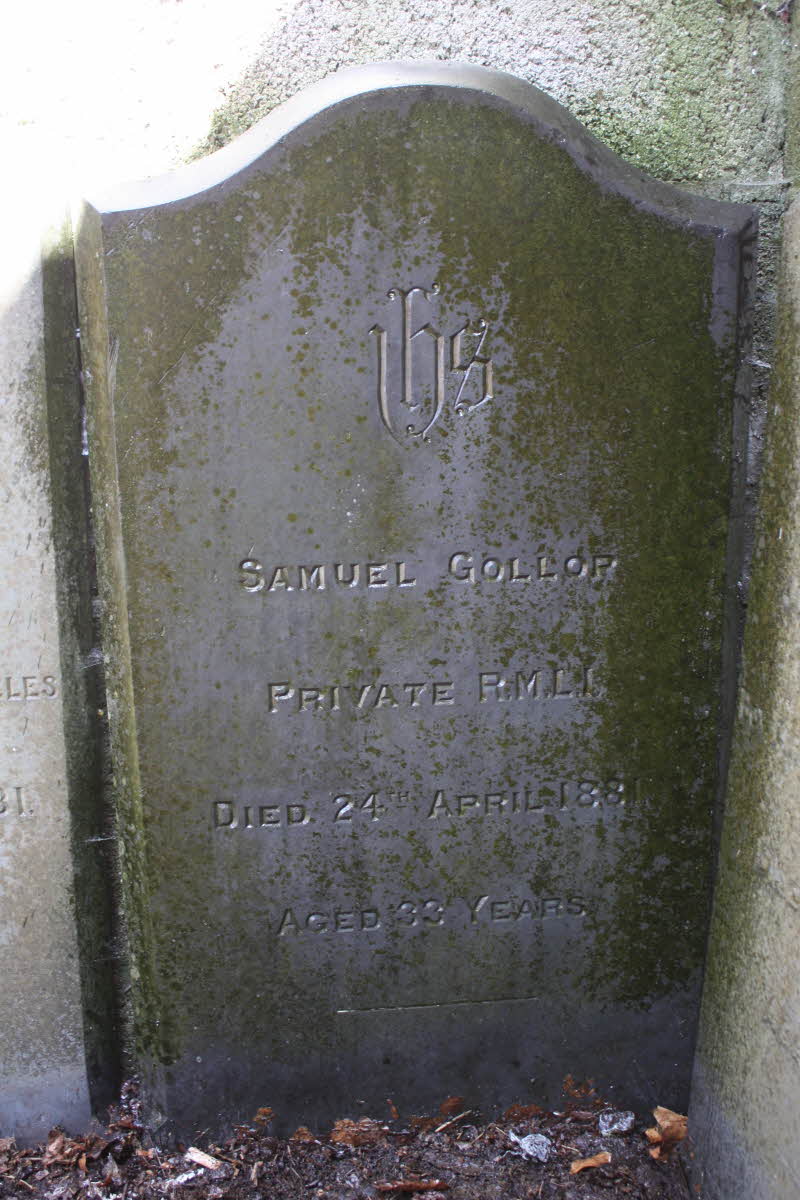 IHS
SAMUEL GOLLOP
PRIVATE R.M.L.I.
DIED 24TH APRIL 1881.
AGED 33 YEARS